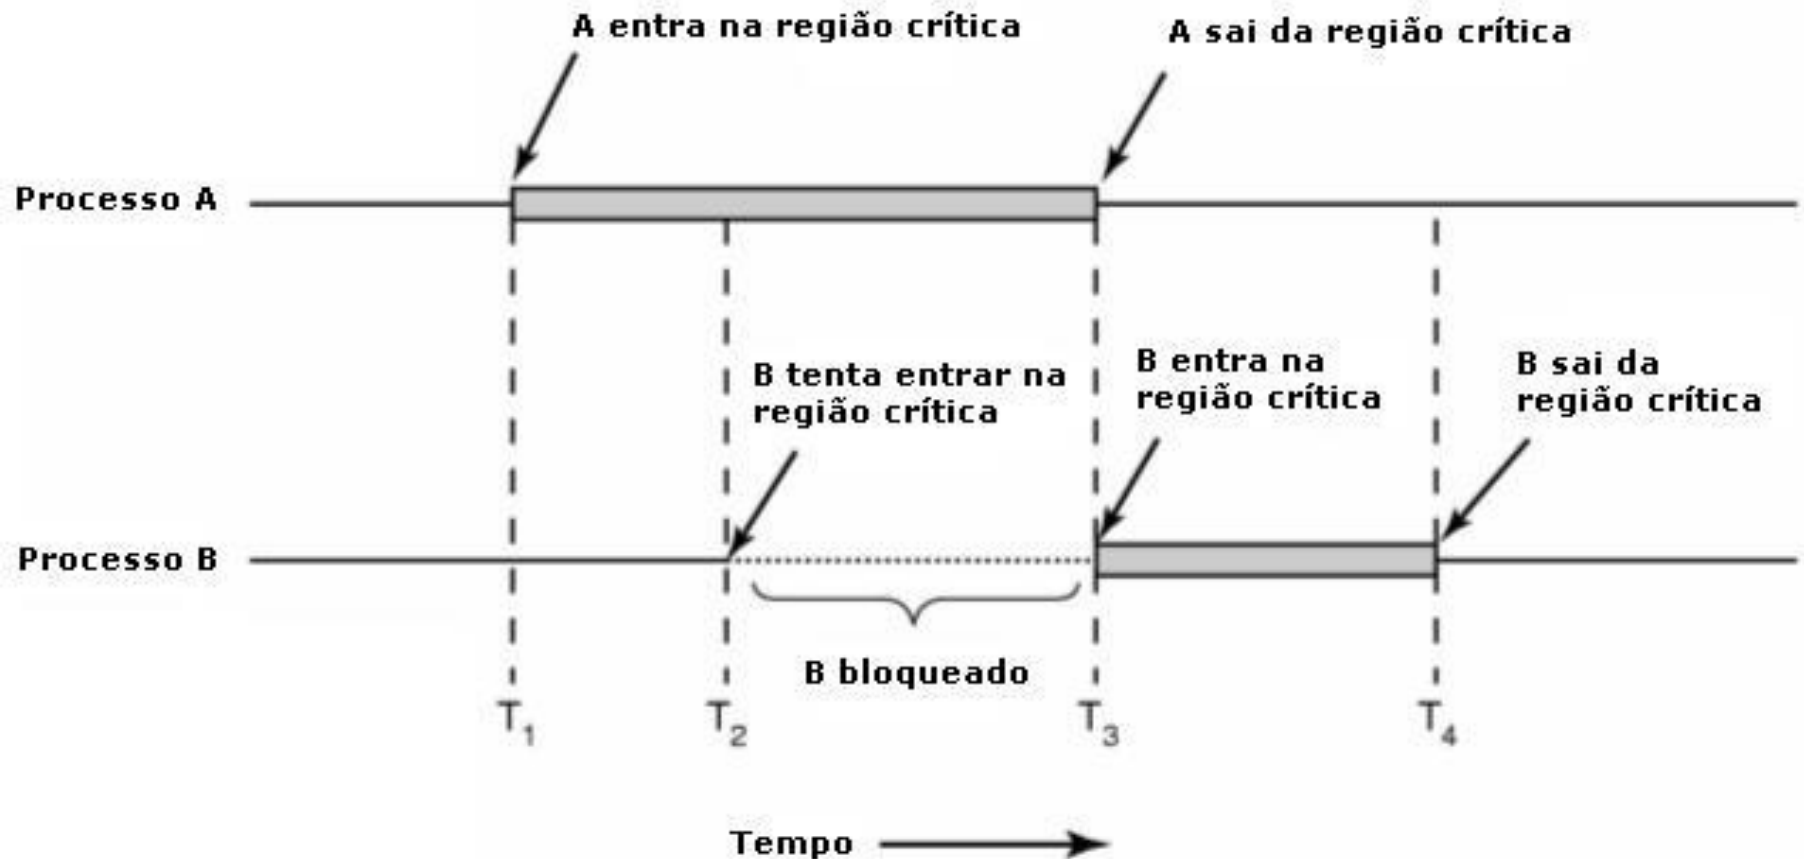 A entra na região crítica
A sai da região crítica
Processo A
B tenta entrar na
região crítica
B entra na
região crítica
B sai da
região crítica
Processo B
B bloqueado
T1
T2
T3
T4
Tempo